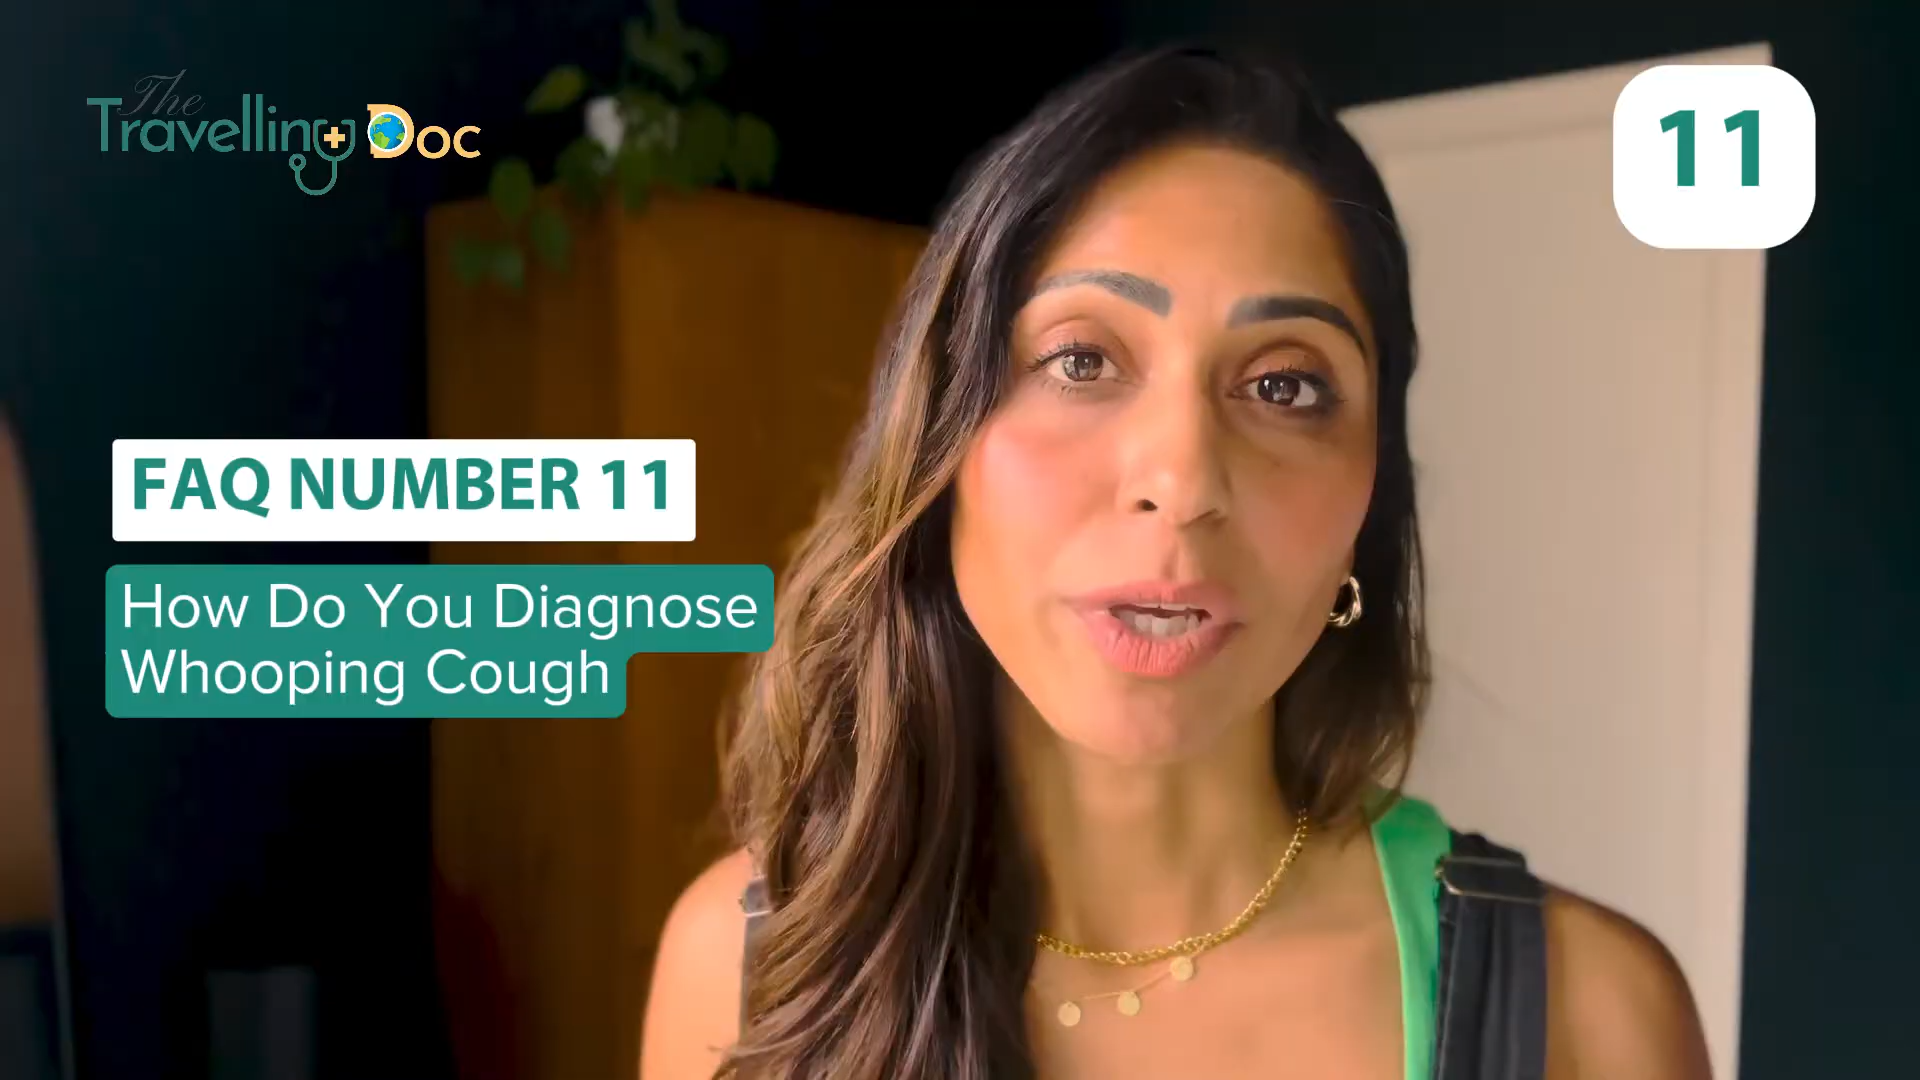 The
Travelling Doc
11
FAQ NUMBER 11
How Do You Diagnose
Whooping Cough